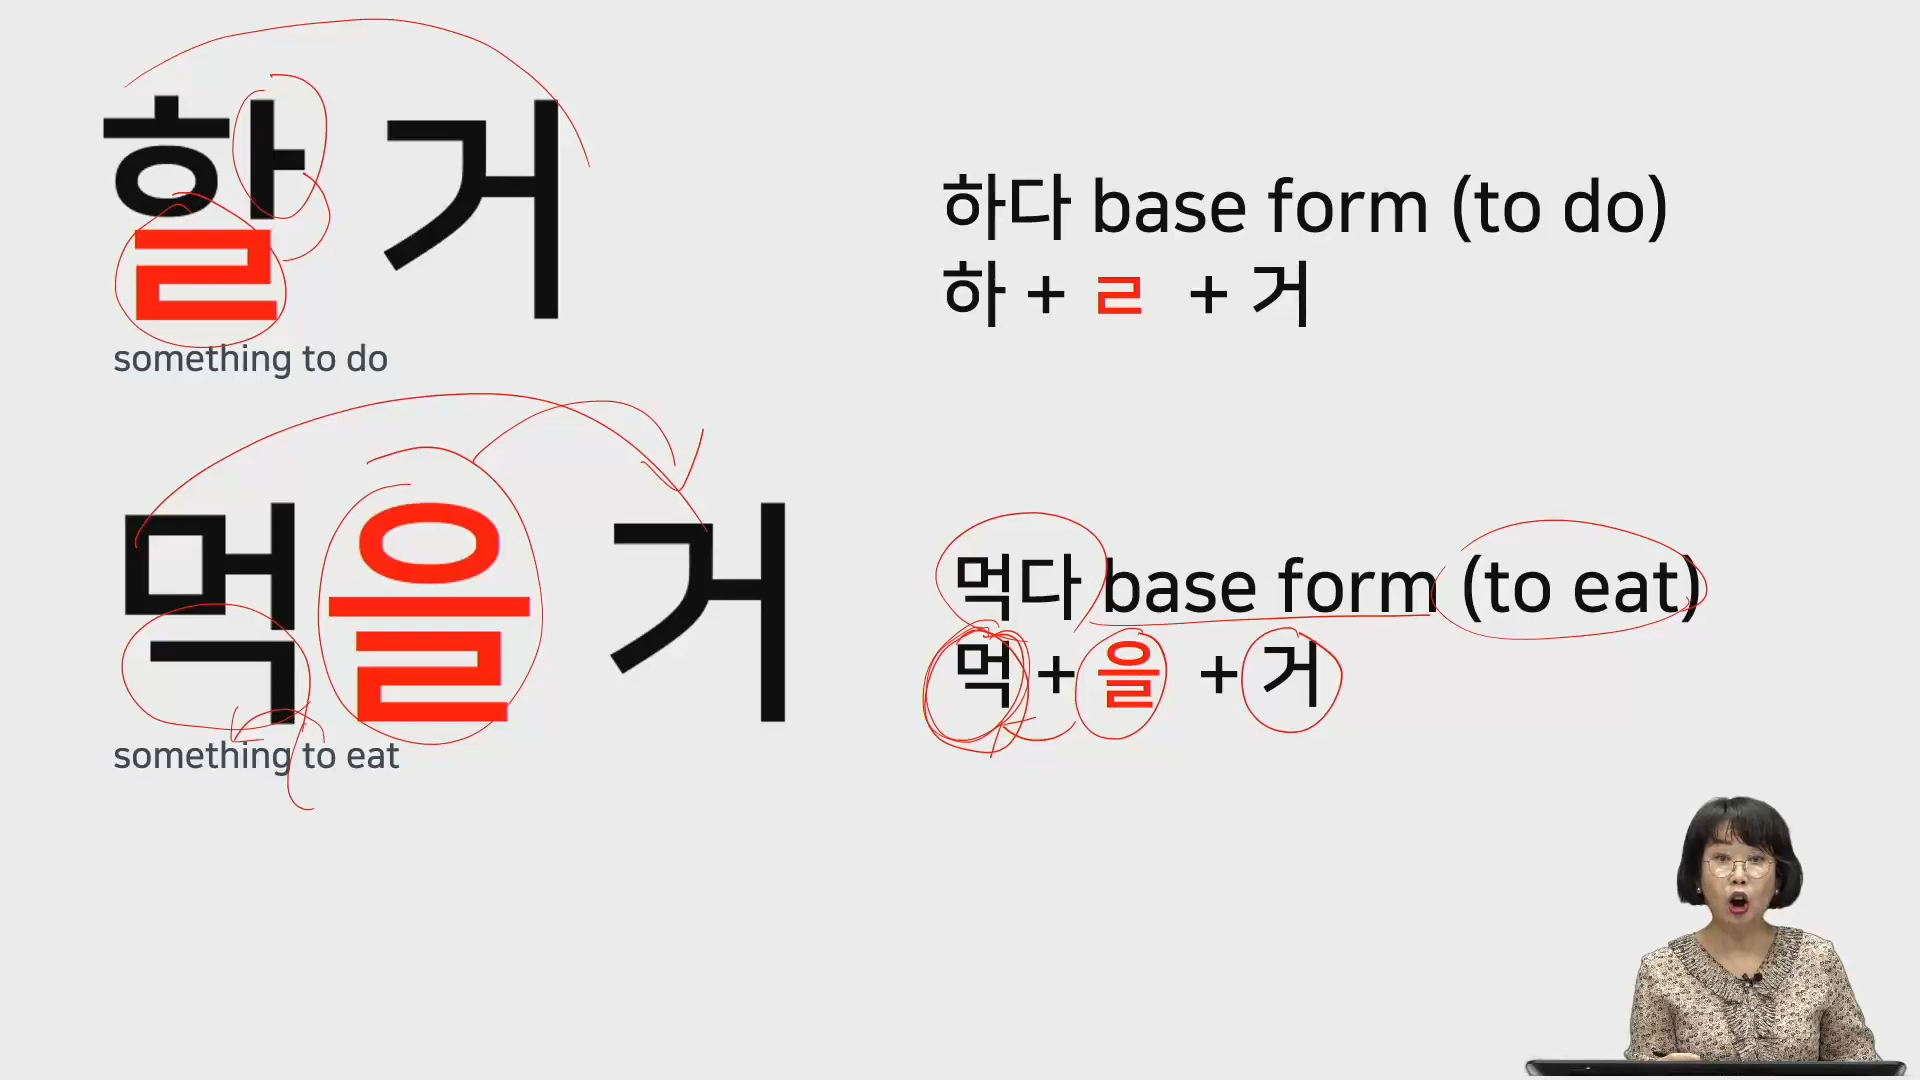 할 거
something to do
하다 base form (to do)
하 + ㄹ + 거
먹을 거
something to eat
먹다 base form (to eat)
먹 + 을 + 거